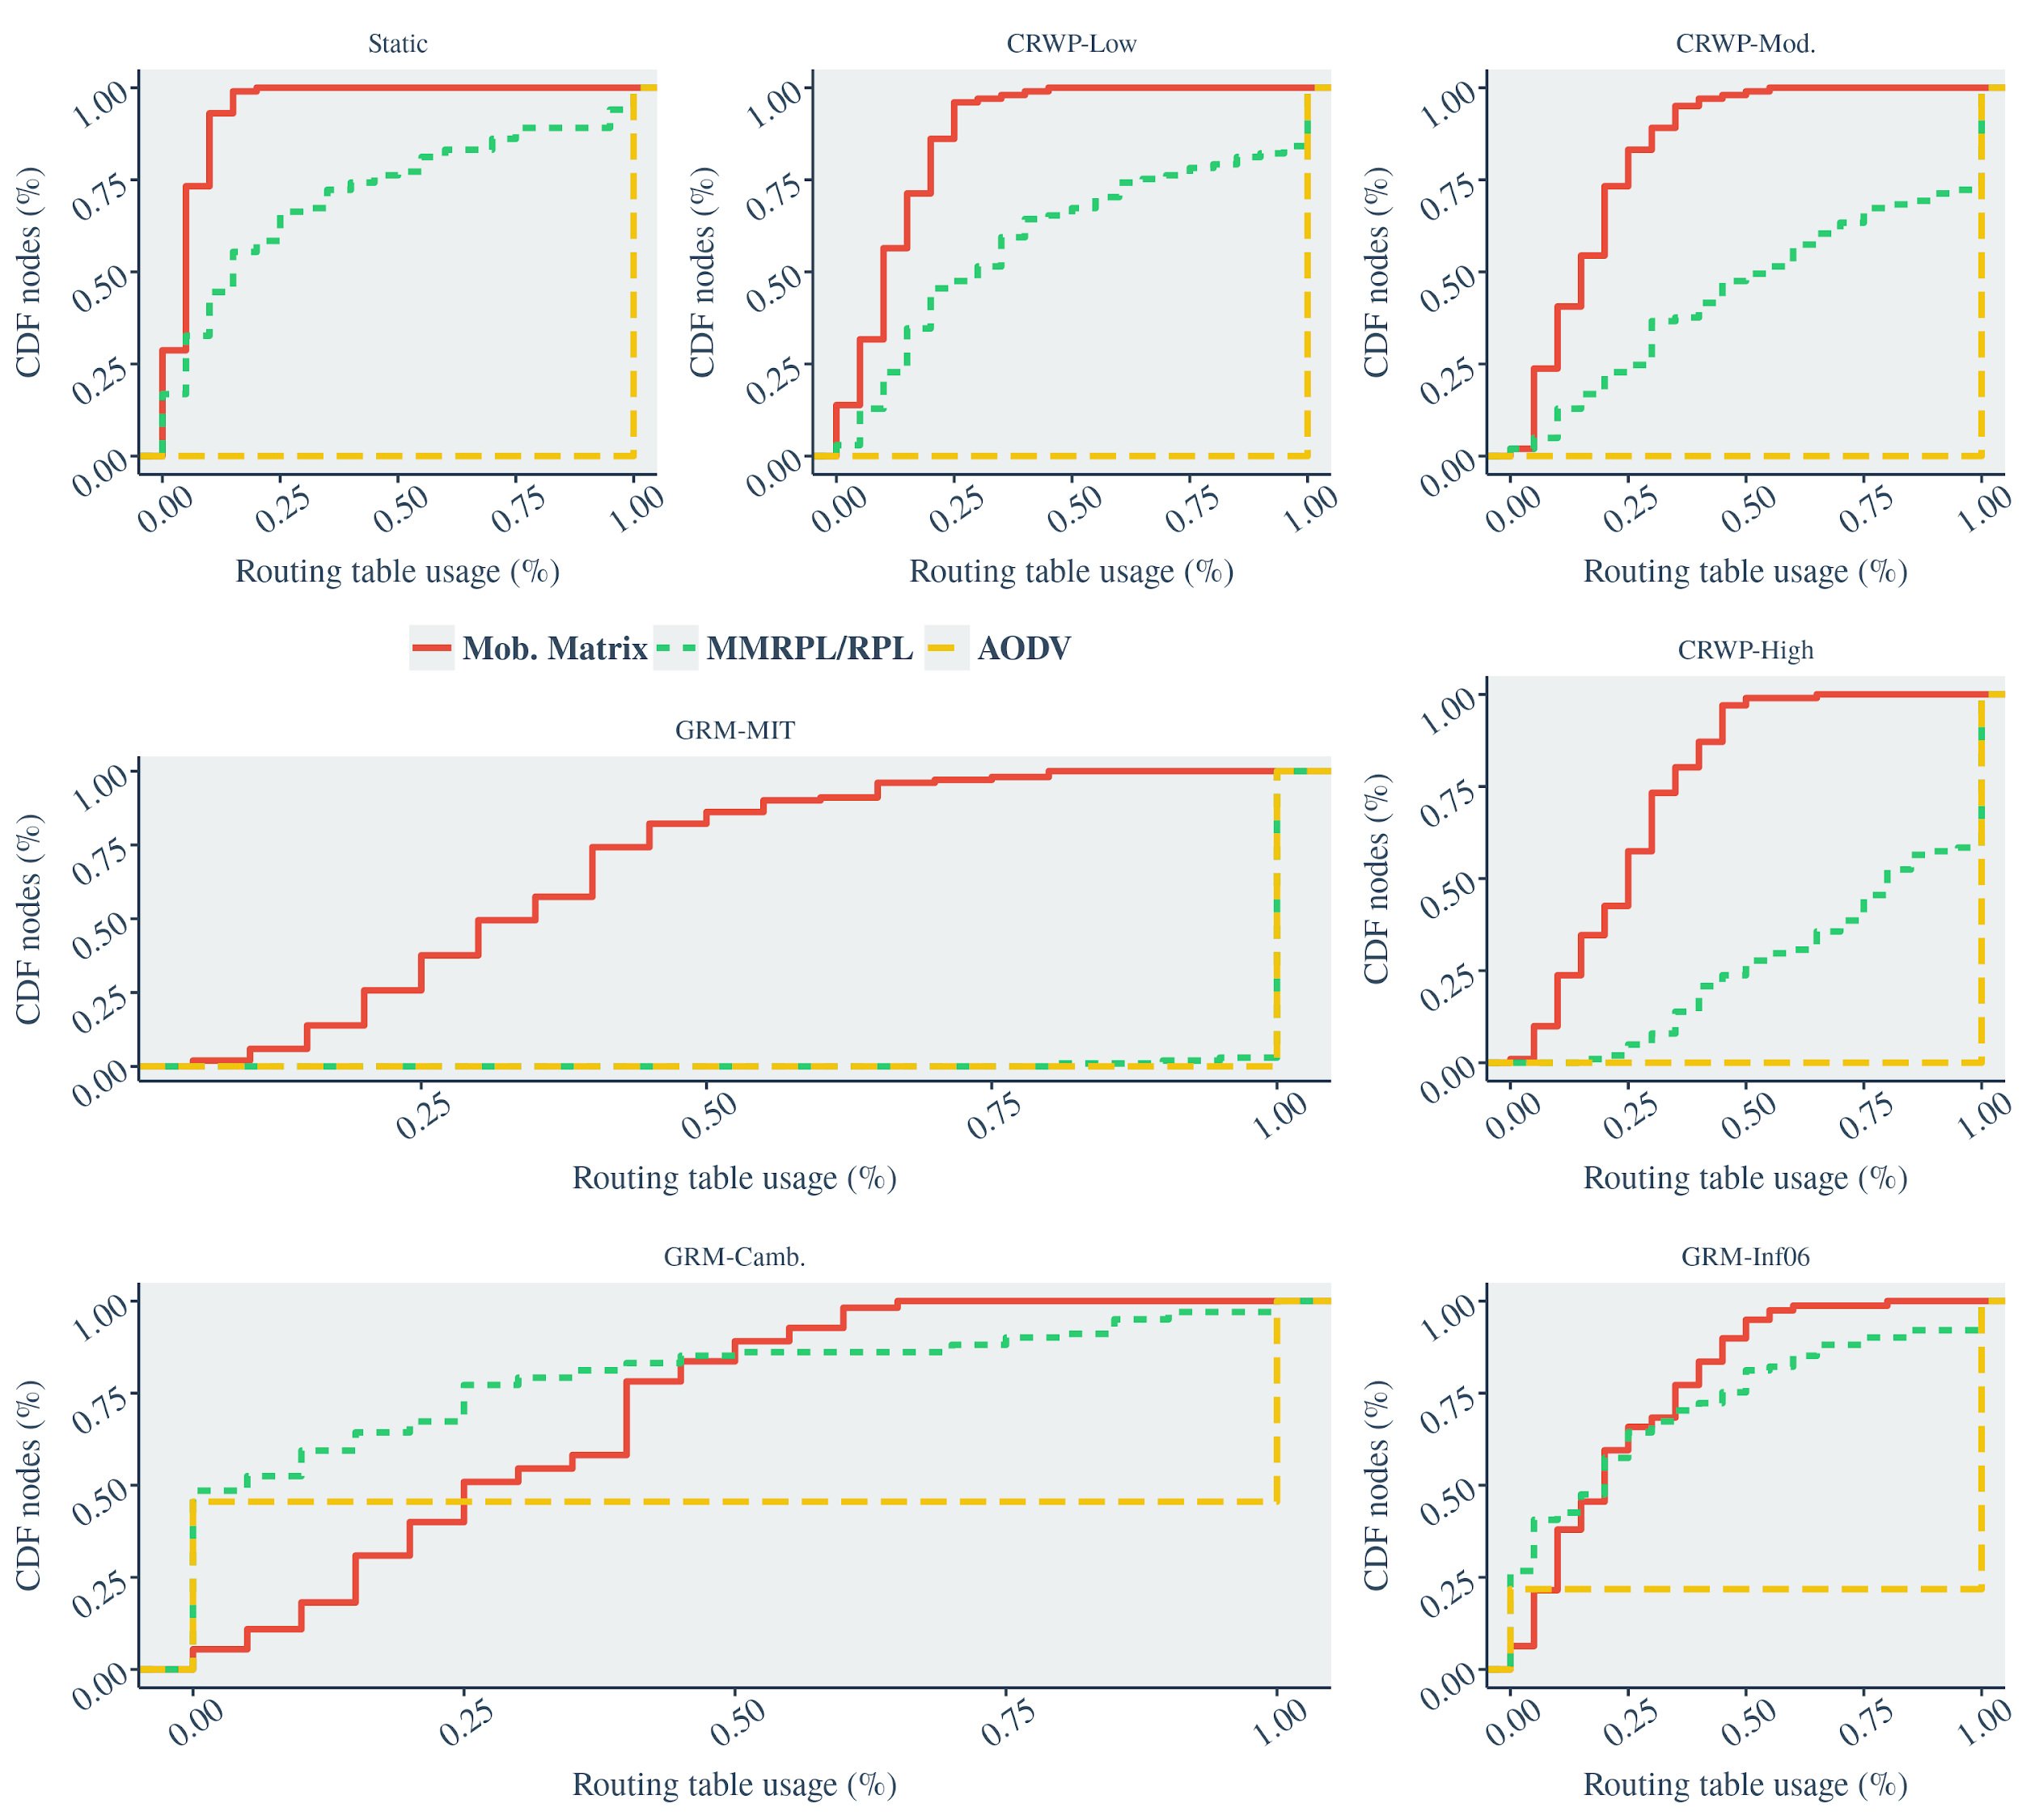 Static
CDF nodes (%)
1.00
0.75
0.50
0.25
0.00
0.00 0.25 0.50 0.75 1.00
Routing table usage (%)
CRWP-Low
CDF nodes (%)
1.00
0.75
0.50
0.25
0.00
0.00 0.25 0.50 0.75 1.00
Routing table usage (%)
CRWP-Mod.
CDF nodes (%)
1.00
0.75
0.50
0.25
0.00
0.00 0.25 0.50 0.75 1.00
Routing table usage (%)
Mob. Matrix MMRPL/RPL AODV
GRM-MIT
CDF nodes (%)
1.00
0.75
0.50
0.25
0.00
0.25 0.50 0.75 1.00
Routing table usage (%)
CRWP-High
CDF nodes (%)
1.00
0.75
0.50
0.25
0.00
0.00 0.25 0.50 0.75 1.00
Routing table usage (%)
GRM-Camb.
CDF nodes (%)
1.00
0.75
0.50
0.25
0.00
0.00 0.25 0.50 0.75 1.00
Routing table usage (%)
GRM-Inf06
CDF nodes (%)
1.00
0.75
0.50
0.25
0.00
0.00 0.25 0.50 0.75 1.00
Routing table usage (%)